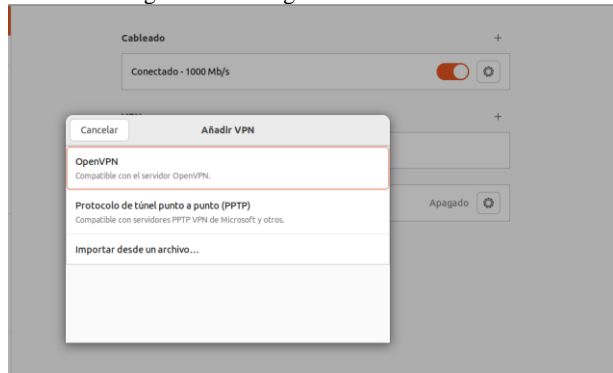 Cableado
Conectado - 1000 Mb/s
Cancelar
Añadir VPN
OpenVPN
Compatible con el servidor OpenVPN.
Protocolo de túnel punto a punto (PPTP)
Compatible con servidores PPTP VPN de Microsoft y otros.
Apagado
Importar desde un archivo...